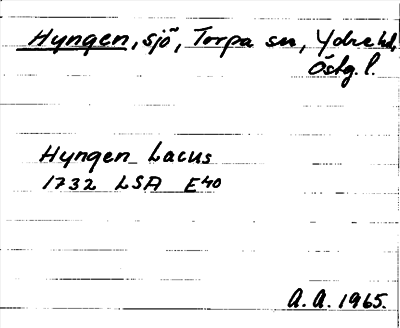 Hyngen, sjö, Torpa sn, Ydre hd,
Östg. l.
Hyngen Lacus
1732 LSA E40
A. A. 1965.